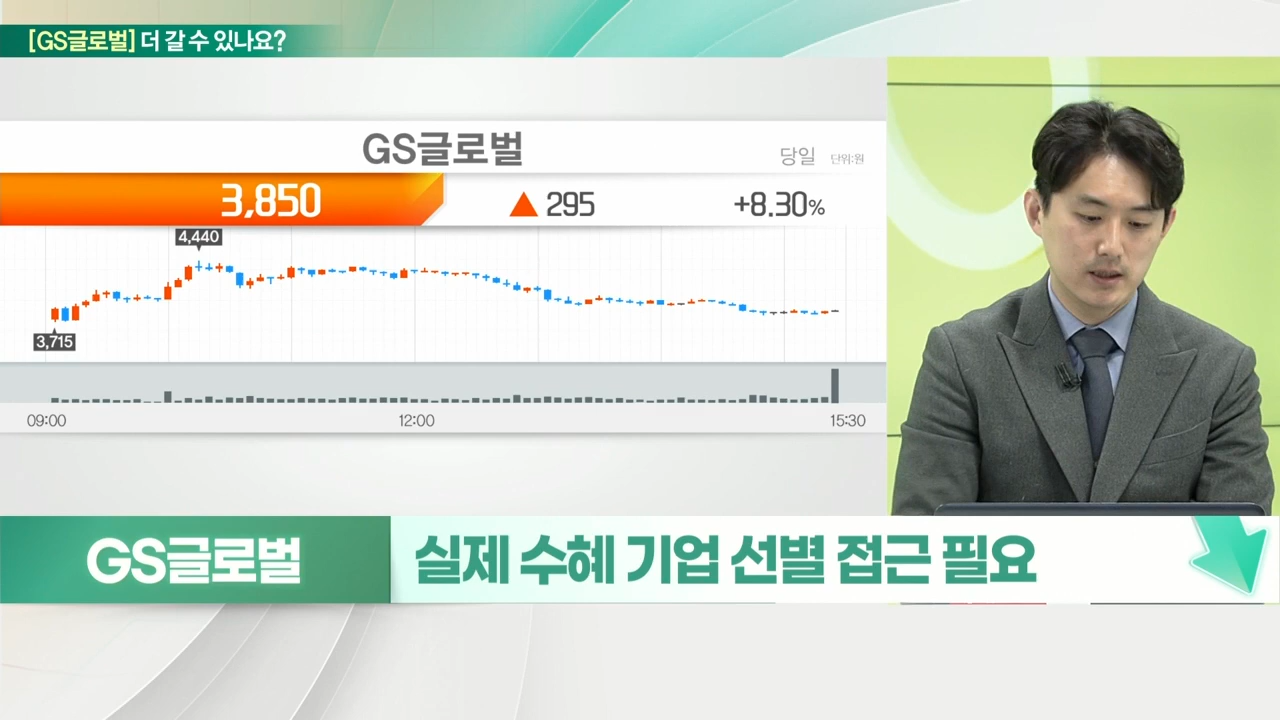 [GS글로벌] 더 갈 수 있나요?
GS글로벌
당일 단위:원
3,850 ▲ 295 +8.30%
4,440
3,715
09:00 12:00 15:30
GS글로벌 실제 수혜 기업 선별 접근 필요